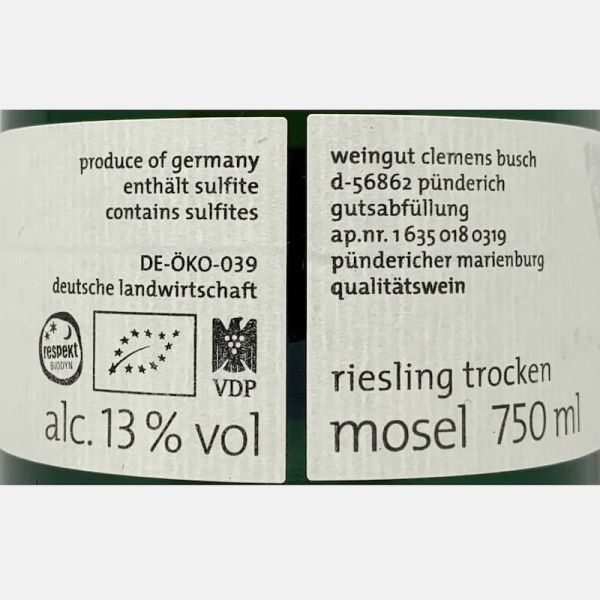 produce of germany
enthält sulfite
contains sulfites
DE-ÖKO-039
deutsche landwirtschaft
respekt
BIODYN
VDP
alc. 13 % vol
weingut clemens busch
d-56862 pünderich
gutsabfüllung
ap.nr. 1 635 018 0319
pündericher marienburg
qualitätswein
riesling trocken
mosel 750 ml